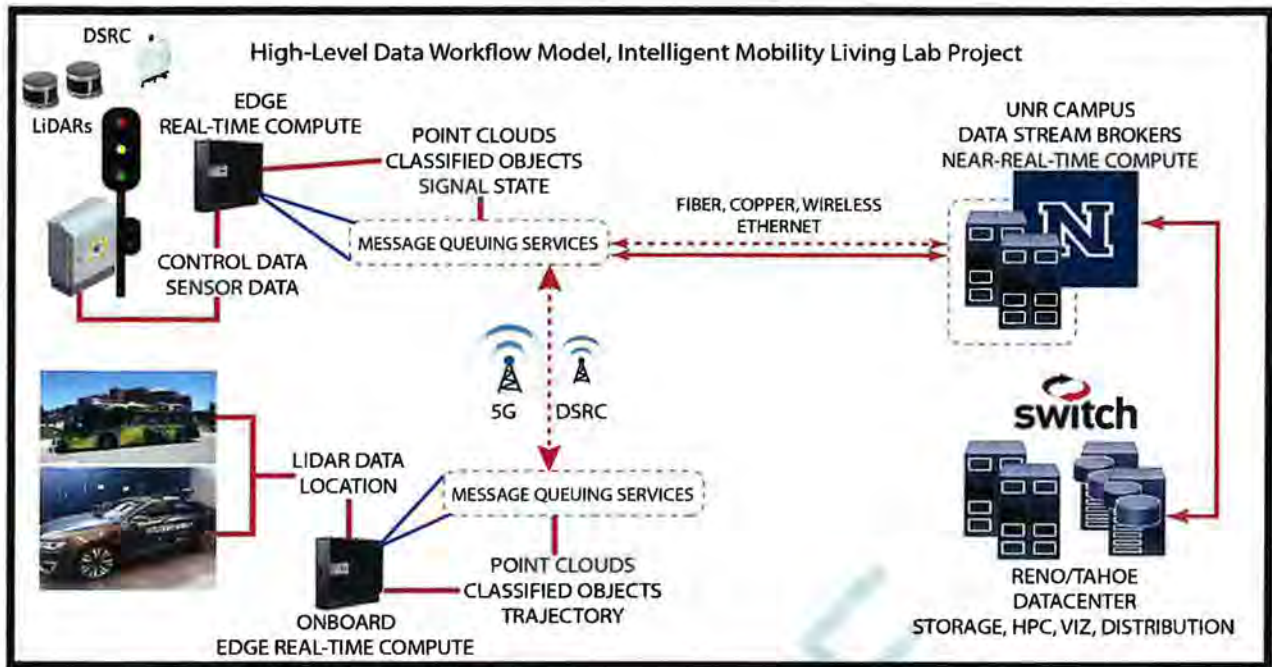 DSRC
High-Level Data Workflow Model, Intelligent Mobility Living Lab Project
LiDARs
EDGE
REAL-TIME COMPUTE
POINT CLOUDS
CLASSIFIED OBJECTS
SIGNAL STATE
UNR CAMPUS
DATA STREAM BROKERS
NEAR-REAL-TIME COMPUTE
MESSAGE QUEUING SERVICES
FIBER, COPPER, WIRELESS
ETHERNET
N
CONTROL DATA
SENSOR DATA
5G
DSRC
switch
LIDAR DATA
LOCATION
MESSAGE QUEUING SERVICES
POINT CLOUDS
CLASSIFIED OBJECTS
TRAJECTORY
ONBOARD
EDGE REAL-TIME COMPUTE
RENO/TAHOE
DATACENTER
STORAGE, HPC, VIZ, DISTRIBUTION